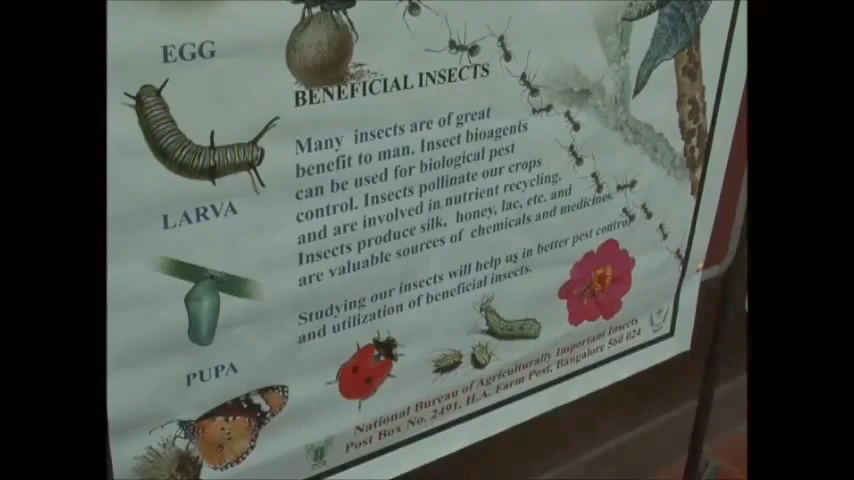 EGG
BENEFICIAL INSECTS
Many insects are of great
benefit to man. Insect bioagents
can be used for biological pest
control. Insects pollinate our crops
and are involved in nutrient recycling.
Insects produce silk, honey, lac, etc. and
are valuable sources of chemicals and medicines.
Studying our insects will help us in better pest control
and utilization of beneficial insects.
LARVA
PUPA
National Bureau of Agriculturally Important Insects
Post Box No. 2491, H.A. Farm Post, Bangalore 560 024